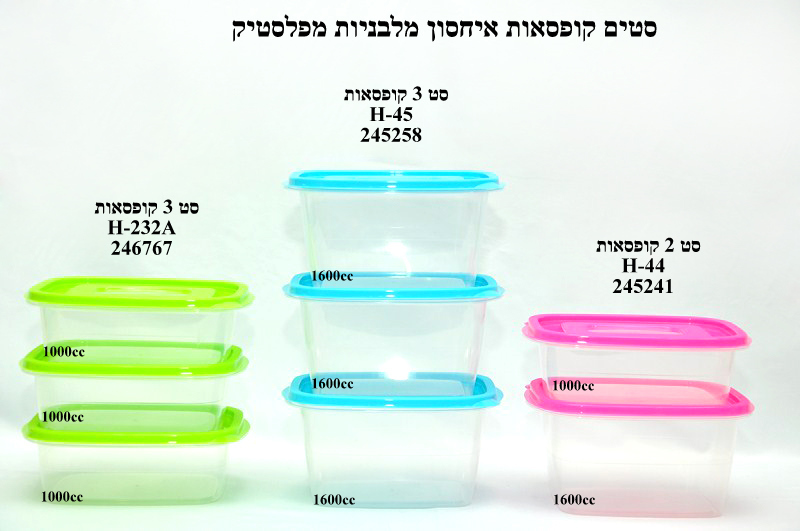 סטים קופסאות איחסון מלבניות מפלסטיק
סט 3 קופסאות
H-45
245258
סט 3 קופסאות
H-232A
246767
סט 2 קופסאות
H-44
245241
1600cc
1600cc
1600cc
1000cc
1000cc
1000cc
1000cc
1600cc